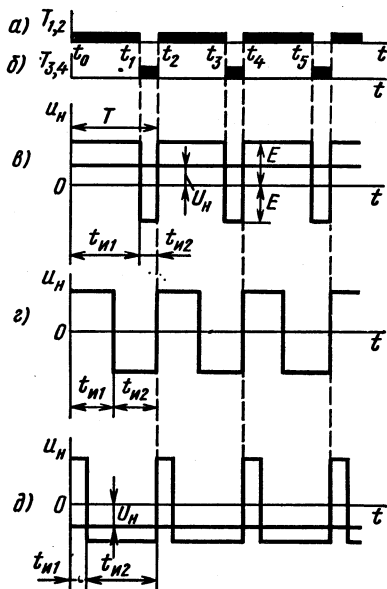 а) T1,2
t0 t1 t2 t3 t4 t5 t
б) T3,4 t
uн T
в) 0 E Uн E t
tи1 tи2
uн
г) 0 t
tи1 tи2
uн
д) 0 Uн t
tи1 tи2